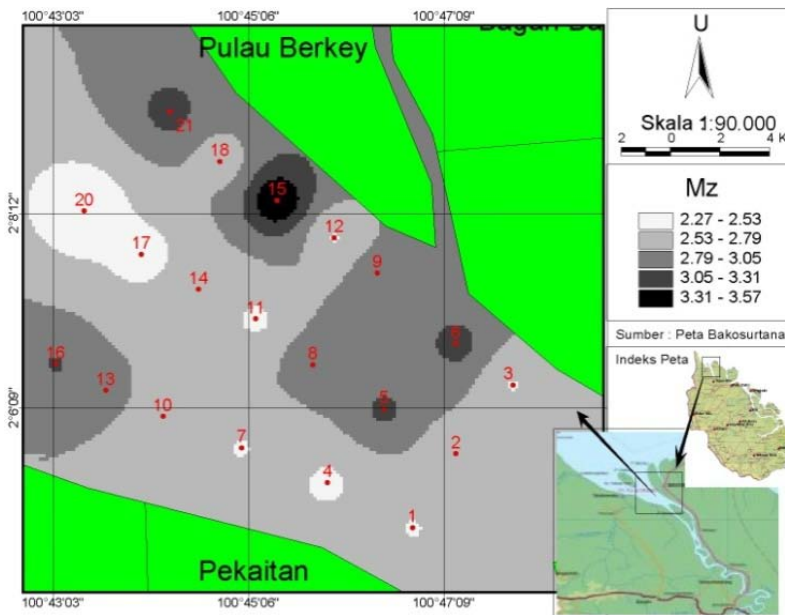 100°43'03" 100°45'06" 100°47'09"
Pulau Berkey
U
Skala 1:90.000
2 0 2 4 K
Mz
2.27 - 2.53
2.53 - 2.79
2.79 - 3.05
3.05 - 3.31
3.31 - 3.57
Sumber : Peta Bakosurtana
Indeks Peta
21
18
15
20
2°8'12"
12
17
9
14
11
6
16
8
3
13
5
2°6'09"
10
7
2
4
1
Pekaitan
100°43'03" 100°45'06" 100°47'09"